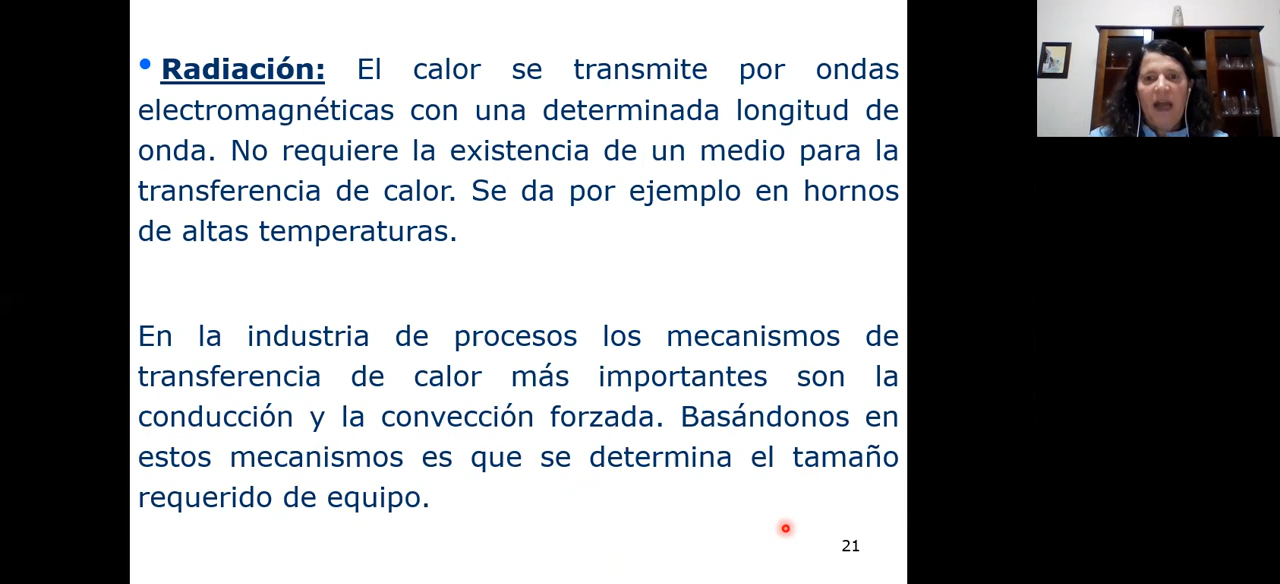 • Radiación: El calor se transmite por ondas
electromagnéticas con una determinada longitud de
onda. No requiere la existencia de un medio para la
transferencia de calor. Se da por ejemplo en hornos
de altas temperaturas.
En la industria de procesos los mecanismos de
transferencia de calor más importantes son la
conducción y la convección forzada. Basándonos en
estos mecanismos es que se determina el tamaño
requerido de equipo.
21